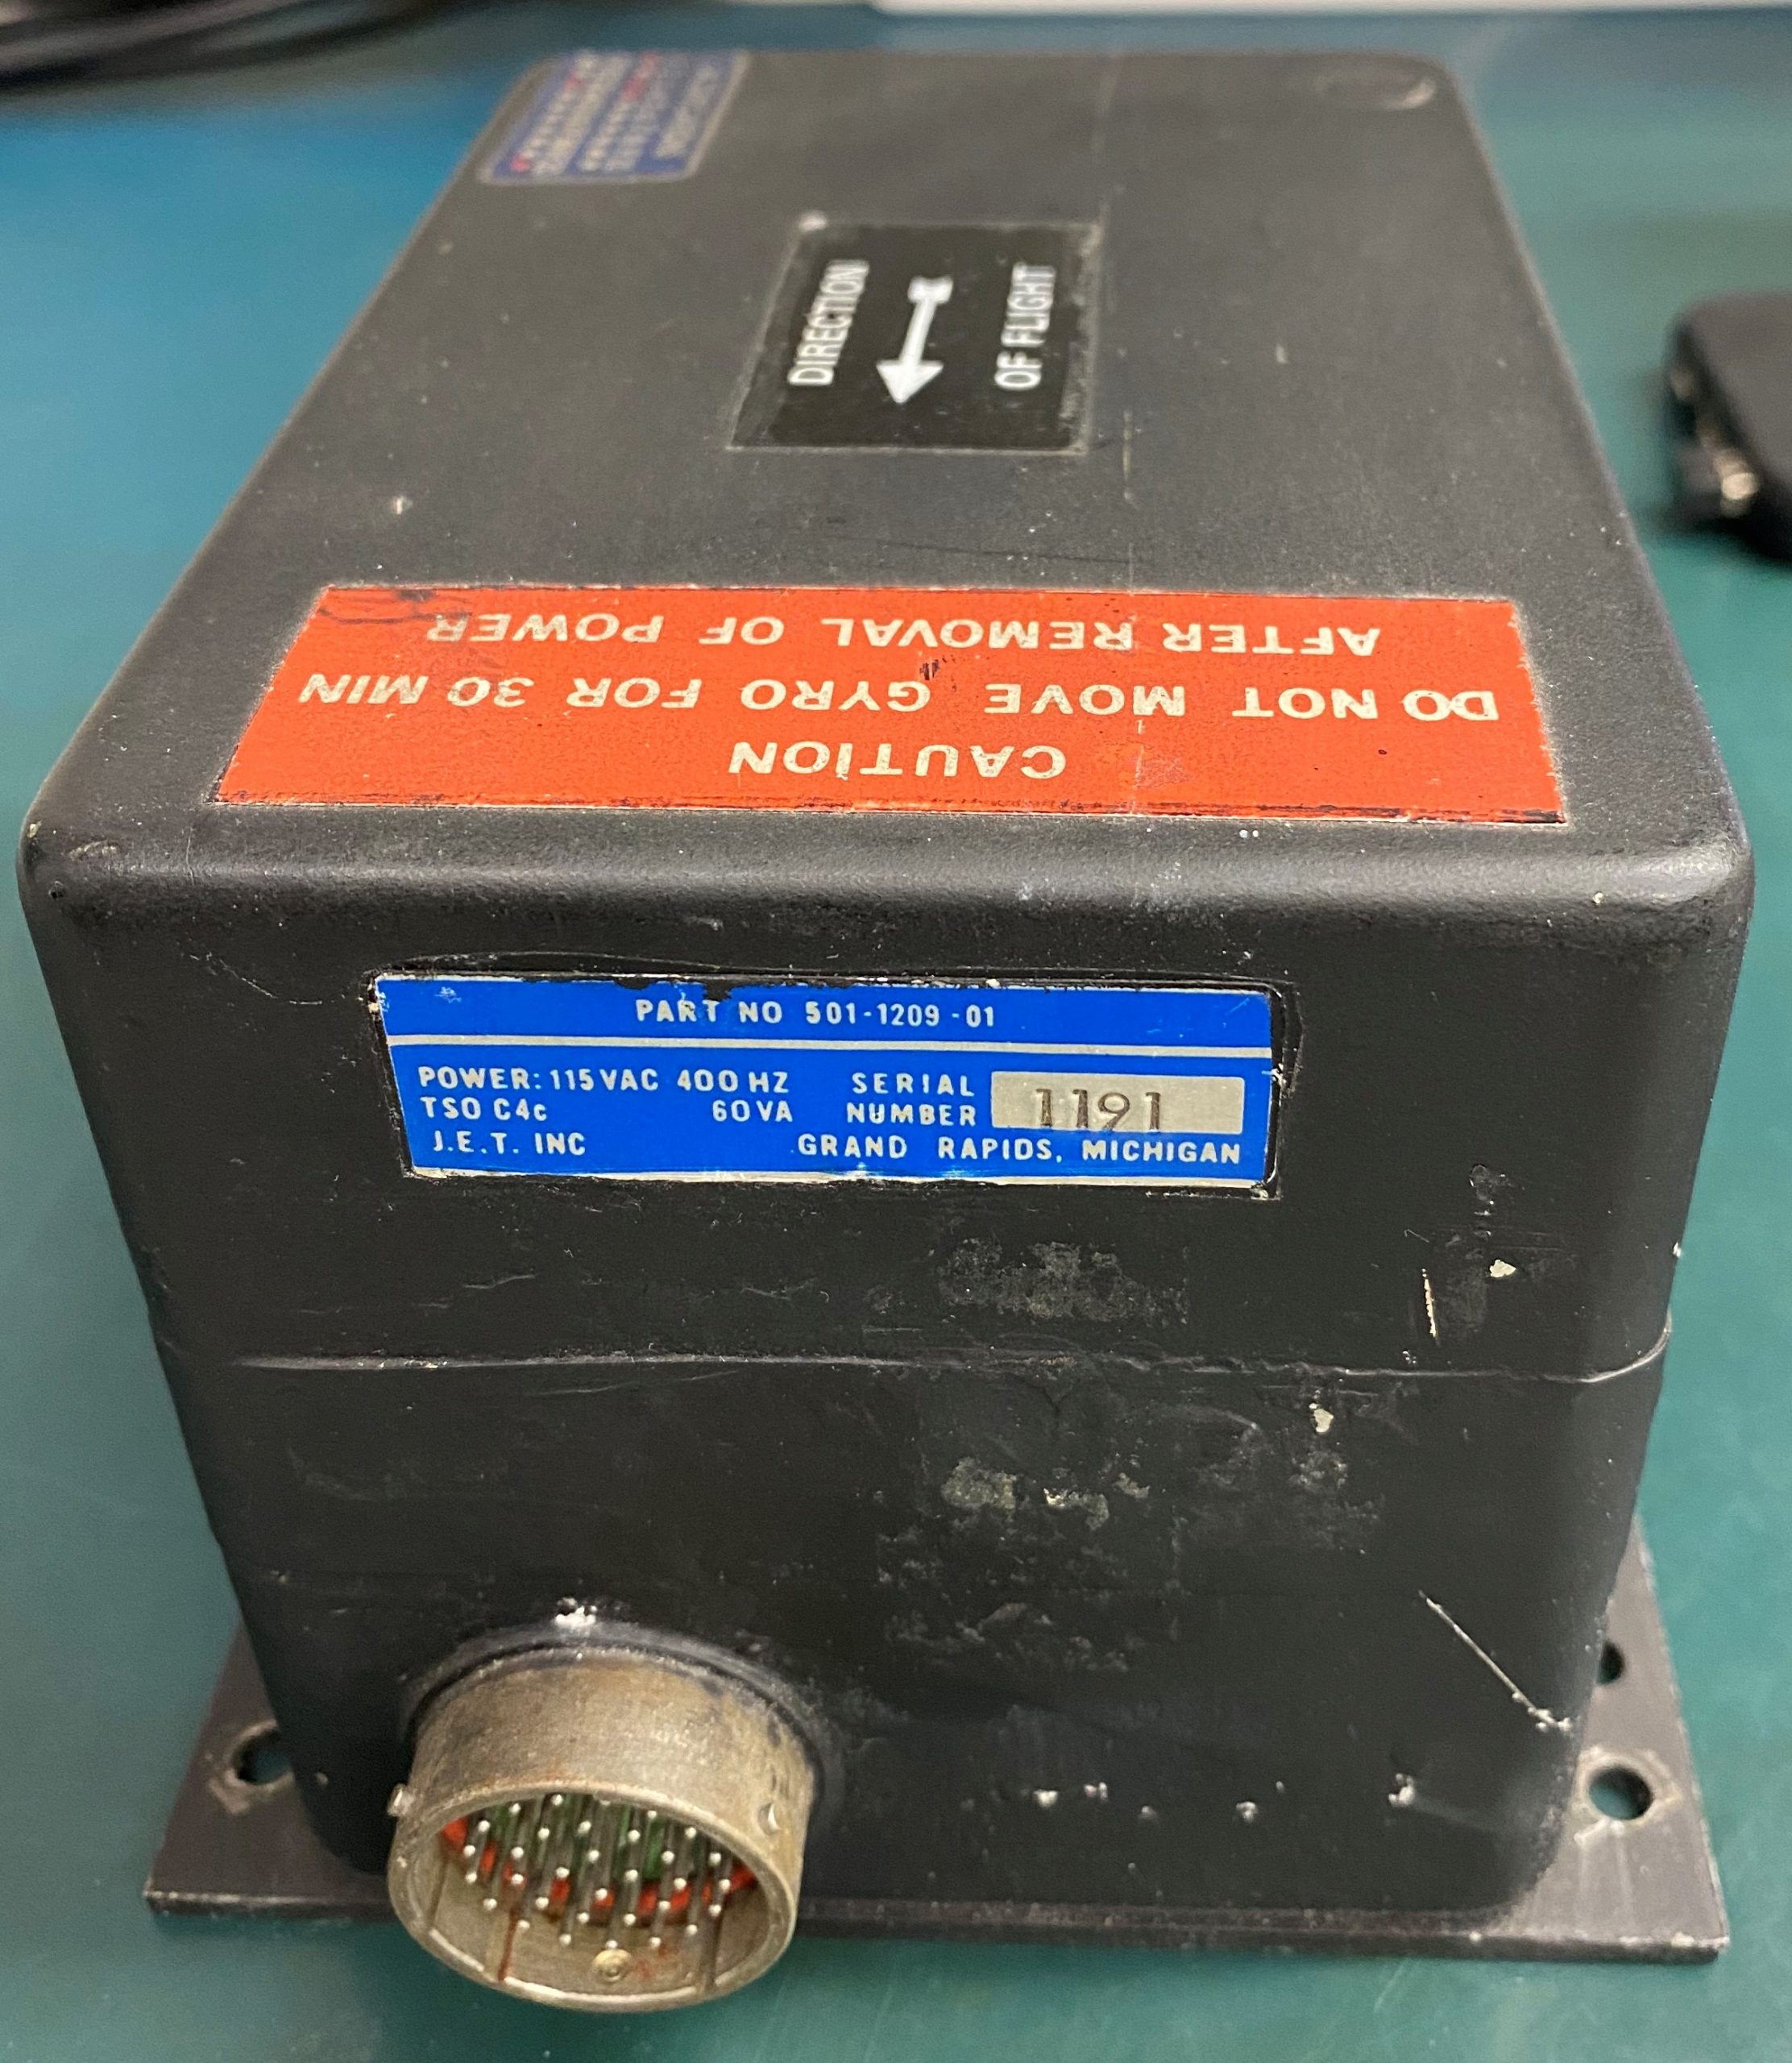 DIRECTION
OF FLIGHT
CAUTION
DO NOT MOVE GYRO FOR 30 MIN
AFTER REMOVAL OF POWER
PART NO 501-1209-01
POWER: 115 VAC 400 HZ
TSO C4c 60 VA
J.E.T. INC
SERIAL
NUMBER 1191
GRAND RAPIDS, MICHIGAN